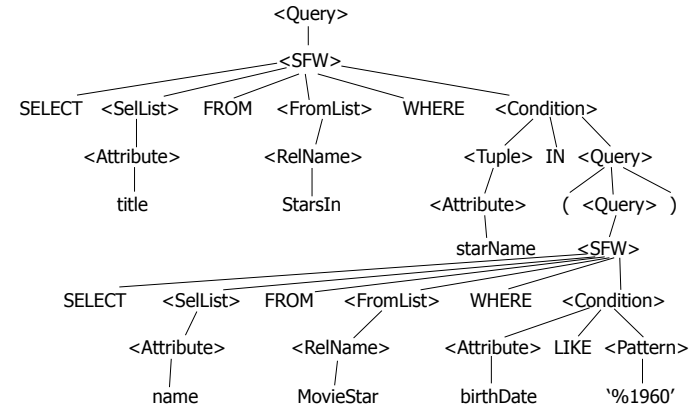 <Query>
<SFW>
SELECT <SelList> FROM <FromList> WHERE <Condition>
<Attribute> <RelName> <Tuple> IN <Query>
title StarsIn <Attribute> ( <Query> )
starName <SFW>
SELECT <SelList> FROM <FromList> WHERE <Condition>
<Attribute> <RelName> <Attribute> LIKE <Pattern>
name MovieStar birthDate ‘%1960’